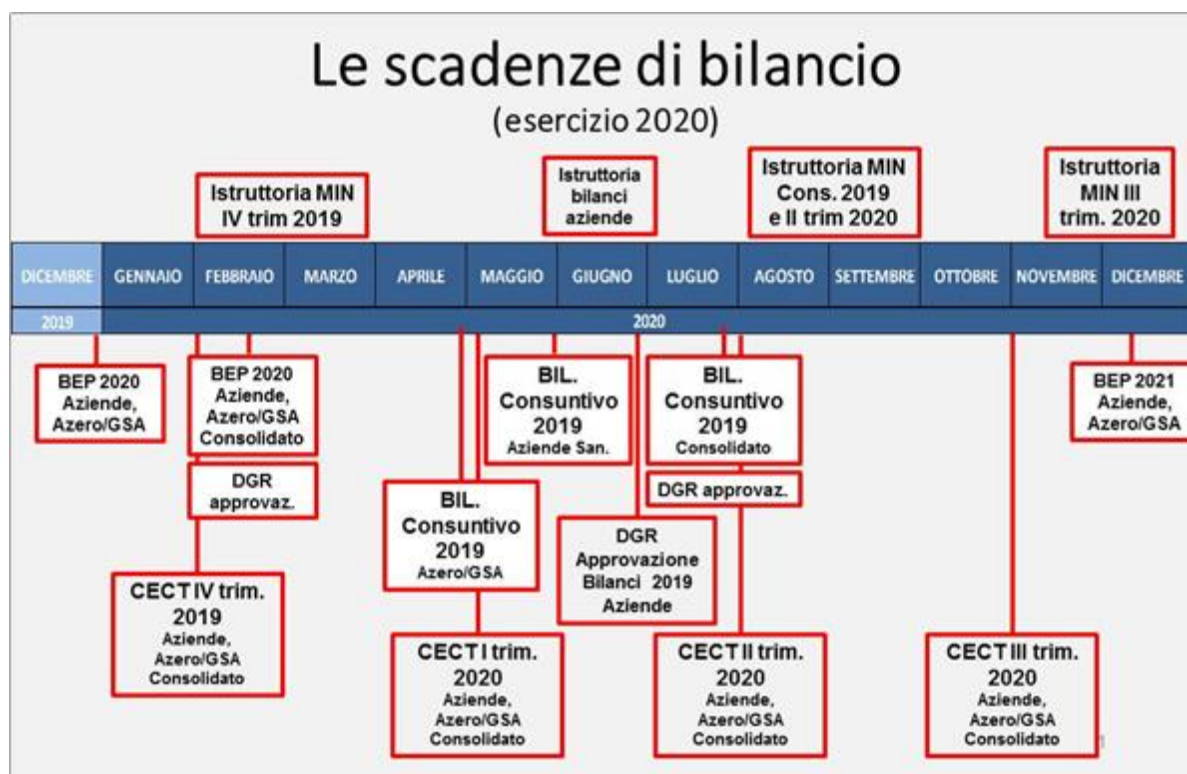 Le scadenze di bilancio
(esercizio 2020)
Istruttoria MIN
IV trim 2019
Istruttoria
bilanci
aziende
Istruttoria MIN
Cons. 2019
e II trim 2020
Istruttoria
MIN III
trim. 2020
DICEMBRE GENNAIO FEBBRAIO MARZO APRILE MAGGIO GIUGNO LUGLIO AGOSTO SETTEMBRE OTTOBRE NOVEMBRE DICEMBRE
2019 2020
BEP 2020
Aziende,
Azero/GSA
BEP 2020
Aziende,
Azero/GSA
Consolidato
DGR
approvaz.
CECT IV trim.
2019
Aziende,
Azero/GSA
Consolidato
BIL.
Consuntivo
2019
Azero/GSA
CECT I trim.
2020
Aziende,
Azero/GSA
Consolidato
BIL.
Consuntivo
2019
Aziende San.
DGR
Approvazione
Bilanci 2019
Aziende
BIL.
Consuntivo
2019
Consolidato
DGR approvaz.
CECT II trim.
2020
Aziende,
Azero/GSA
Consolidato
CECT III trim.
2020
Aziende,
Azero/GSA
Consolidato
BEP 2021
Aziende,
Azero/GSA